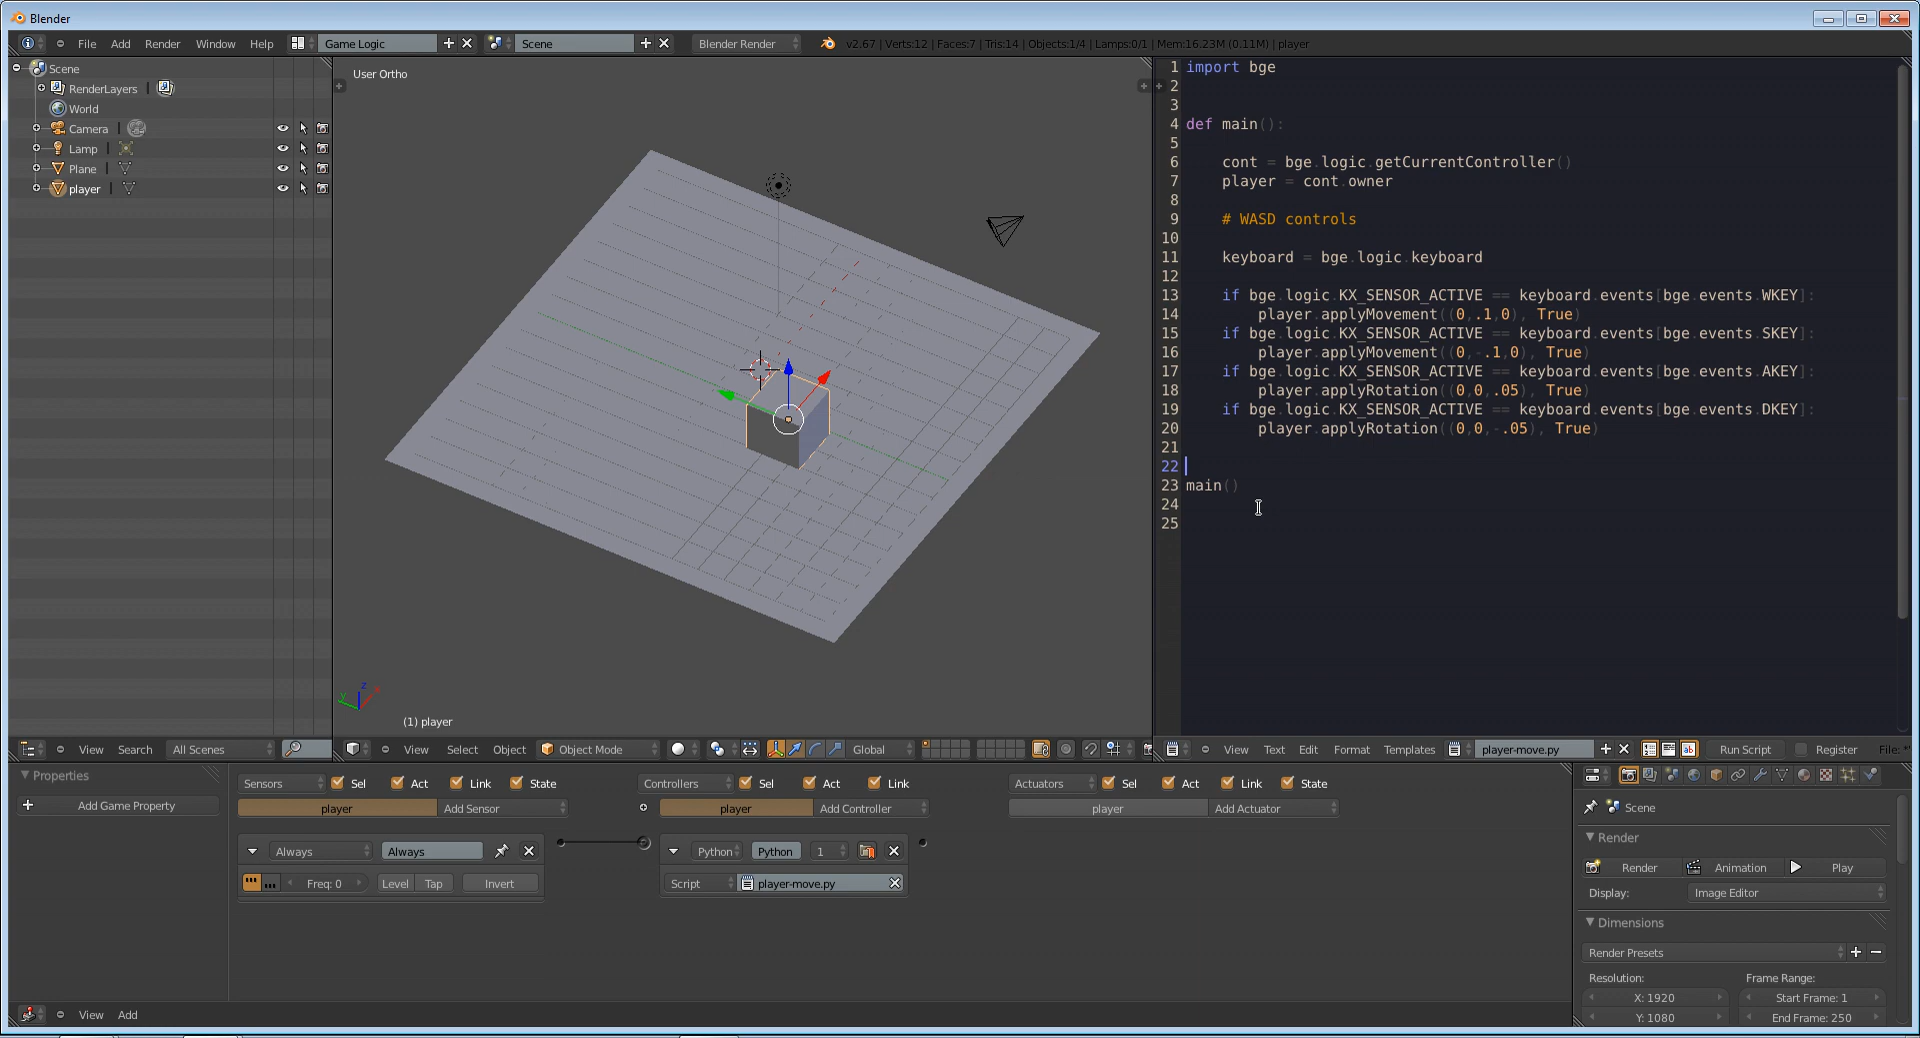 Blender
File Add Render Window Help Game Logic Scene Blender Render v2.67 | Verts:12 | Faces:7 | Tris:14 | Objects:1/4 | Lamps:0/1 | Mem:16.23M (0.11M) | player
Scene
RenderLayers
World
Camera
Lamp
Plane
player
View Search All Scenes
User Ortho
z
y
(1) player
View Select Object Object Mode Global
1 import bge
2
3
4 def main():
5
6 cont = bge.logic.getCurrentController()
7 player = cont.owner
8
9 # WASD controls
10
11 keyboard = bge.logic.keyboard
12
13 if bge.logic.KX_SENSOR_ACTIVE == keyboard.events[bge.events.WKEY]:
14 player.applyMovement((0,.1,0), True)
15 if bge.logic.KX_SENSOR_ACTIVE == keyboard.events[bge.events.SKEY]:
16 player.applyMovement((0,-.1,0), True)
17 if bge.logic.KX_SENSOR_ACTIVE == keyboard.events[bge.events.AKEY]:
18 player.applyRotation((0,0,.05), True)
19 if bge.logic.KX_SENSOR_ACTIVE == keyboard.events[bge.events.DKEY]:
20 player.applyRotation((0,0,-.05), True)
21
22
23 main()
24
25
View Text Edit Format Templates player-move.py Run Script Register File: *
Properties
Add Game Property
Sensors Sel Act Link State
player Add Sensor
Always Always
Freq: 0 Level Tap Invert
Controllers Sel Act Link
player Add Controller
Python Python 1
Script player-move.py
Actuators Sel Act Link State
player Add Actuator
View Add
Scene
Render
Render Animation Play
Display: Image Editor
Dimensions
Render Presets
Resolution: Frame Range:
X: 1920 Start Frame: 1
Y: 1080 End Frame: 250